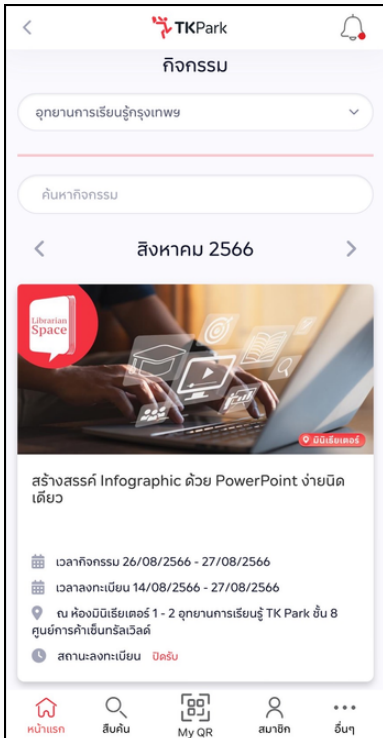 TKPark
กิจกรรม
อุทยานการเรียนรู้กรุงเทพฯ
ค้นหากิจกรรม
สิงหาคม 2566
Librarian
Space
มินิเธียเตอร์
สร้างสรรค์ Infographic ด้วย PowerPoint ง่ายนิด
เดียว
เวลากิจกรรม 26/08/2566 - 27/08/2566
เวลาลงทะเบียน 14/08/2566 - 27/08/2566
ณ ห้องมินิเธียเตอร์ 1 - 2 อุทยานการเรียนรู้ TK Park ชั้น 8
ศูนย์การค้าเซ็นทรัลเวิลด์
สถานะลงทะเบียน ปิดรับ
หน้าแรก สืบค้น My QR สมาชิก อื่นๆ